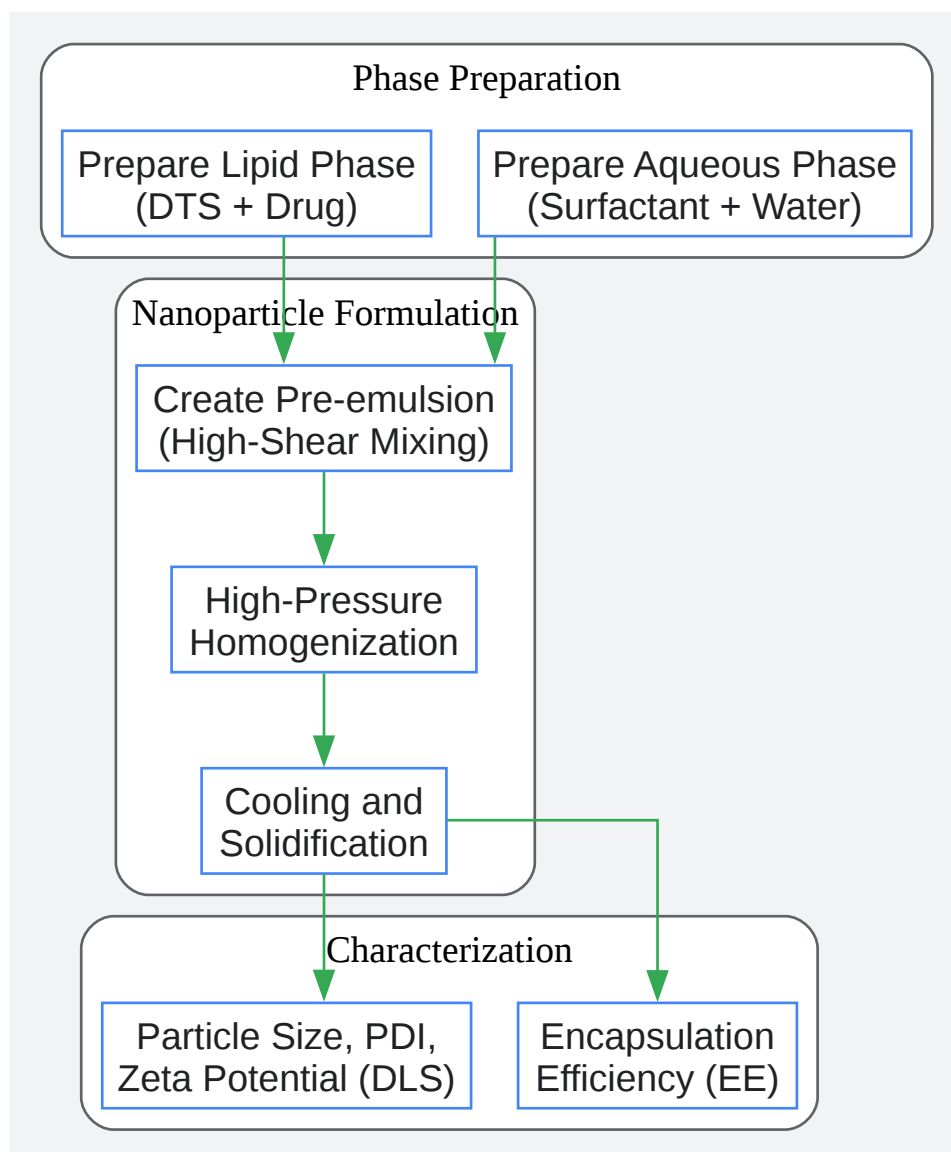 Phase Preparation
Prepare Lipid Phase
(DTS + Drug)
Prepare Aqueous Phase
(Surfactant + Water)
Nanoparticle Formulation
Create Pre-emulsion
(High-Shear Mixing)
High-Pressure
Homogenization
Cooling and
Solidification
Characterization
Particle Size, PDI,
Zeta Potential (DLS)
Encapsulation
Efficiency (EE)